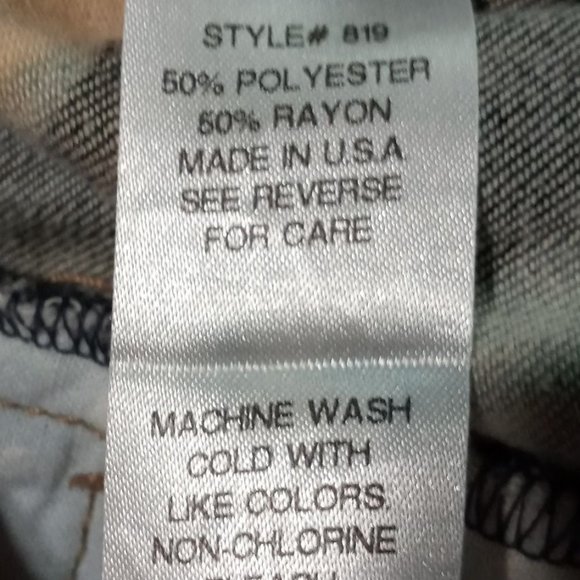 STYLE# 819
50% POLYESTER
50% RAYON
MADE IN U.S.A
SEE REVERSE
FOR CARE
MACHINE WASH
COLD WITH
LIKE COLORS.
NON-CHLORINE
BLEACH